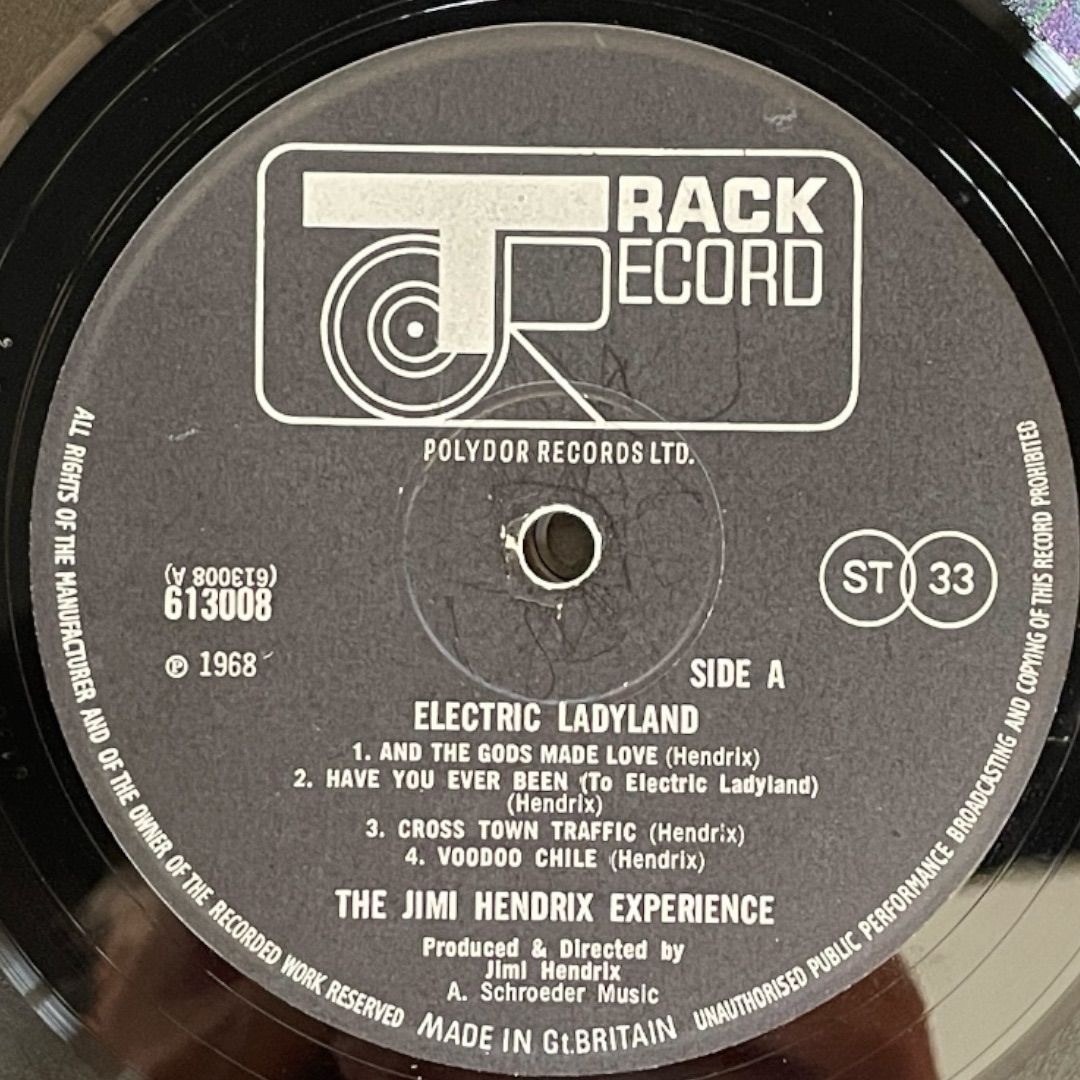 TRACK
RECORD
POLYDOR RECORDS LTD.
(613008 A)
613008
ST 33
℗ 1968
SIDE A
ELECTRIC LADYLAND
1. AND THE GODS MADE LOVE (Hendrix)
2. HAVE YOU EVER BEEN (To Electric Ladyland)
(Hendrix)
3. CROSS TOWN TRAFFIC (Hendrix)
4. VOODOO CHILE (Hendrix)
THE JIMI HENDRIX EXPERIENCE
Produced & Directed by
Jimi Hendrix
A. Schroeder Music
ALL RIGHTS OF THE MANUFACTURER AND OF THE OWNER OF THE RECORDED WORK RESERVED
MADE IN Gt.BRITAIN
UNAUTHORISED PUBLIC PERFORMANCE BROADCASTING AND COPYING OF THIS RECORD PROHIBITED